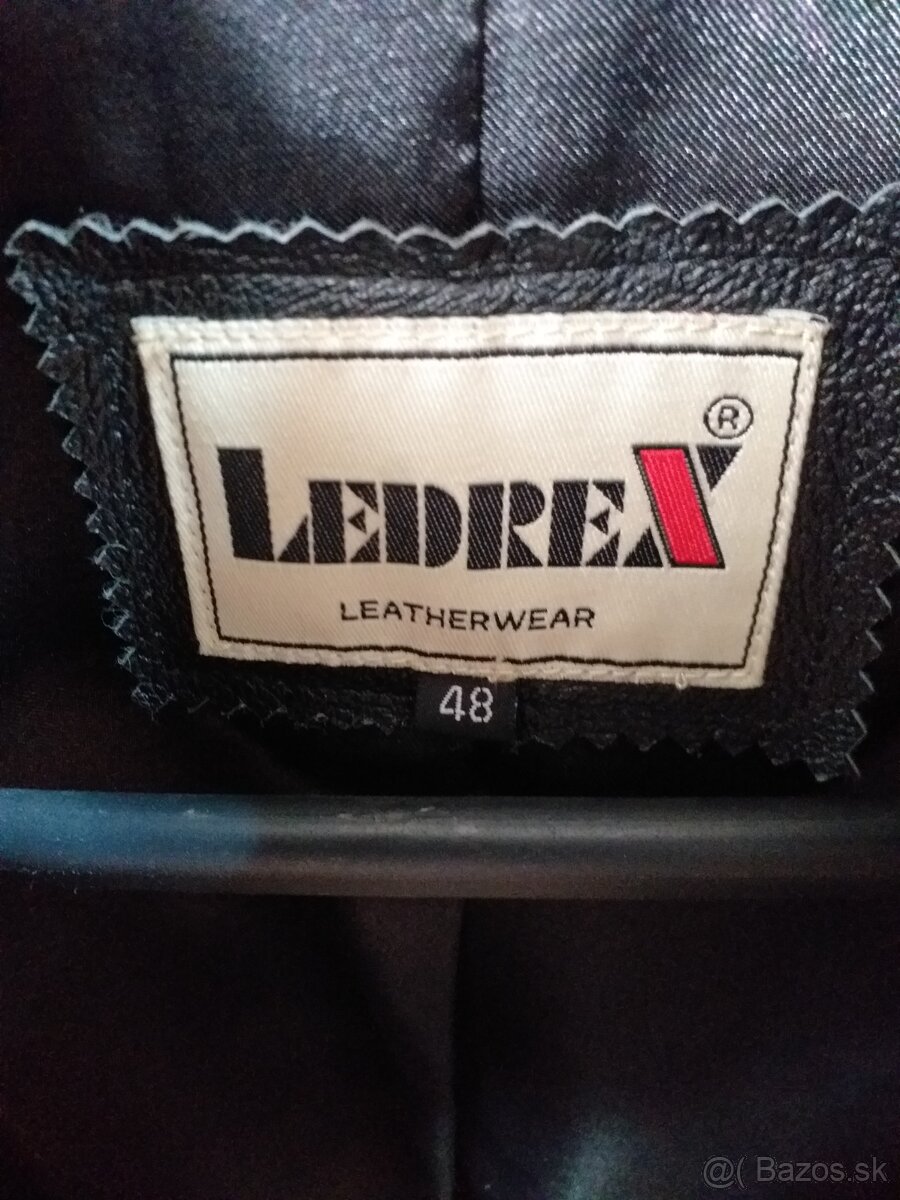 LEDREX ®
LEATHERWEAR
48
@( Bazos.sk